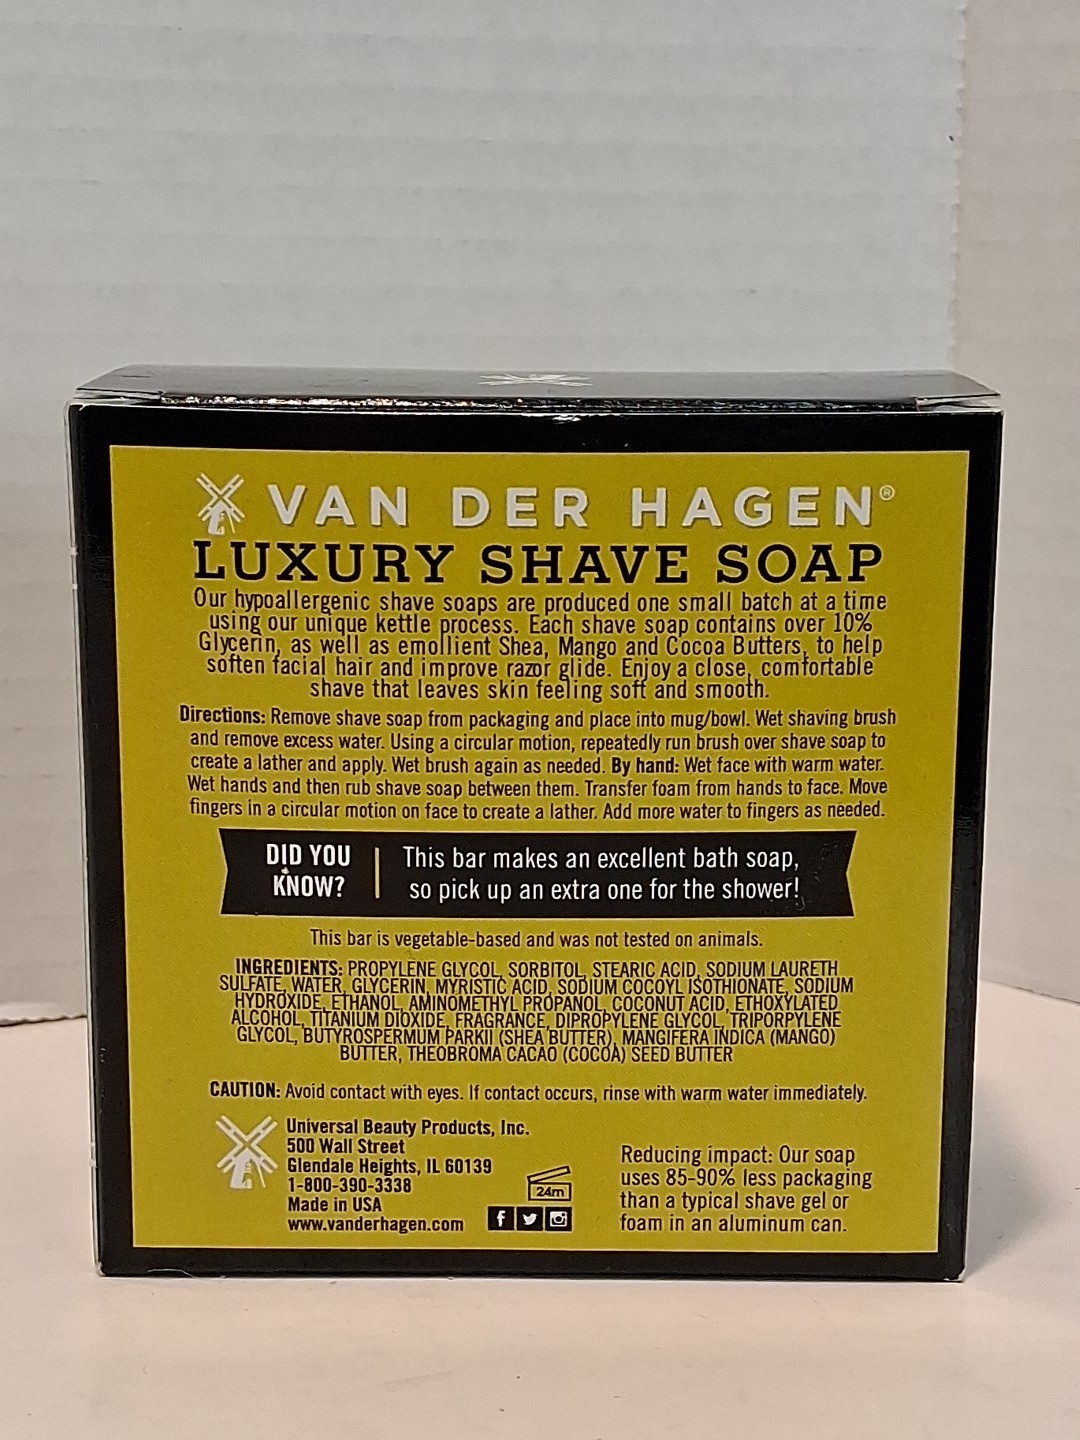 VAN DER HAGEN®
LUXURY SHAVE SOAP
Our hypoallergenic shave soaps are produced one small batch at a time
using our unique kettle process. Each shave soap contains over 10%
Glycerin, as well as emollient Shea, Mango and Cocoa Butters, to help
soften facial hair and improve razor glide. Enjoy a close, comfortable
shave that leaves skin feeling soft and smooth.
Directions: Remove shave soap from packaging and place into mug/bowl. Wet shaving brush
and remove excess water. Using a circular motion, repeatedly run brush over shave soap to
create a lather and apply. Wet brush again as needed. By hand: Wet face with warm water.
Wet hands and then rub shave soap between them. Transfer foam from hands to face. Move
fingers in a circular motion on face to create a lather. Add more water to fingers as needed.
DID YOU
KNOW?
This bar makes an excellent bath soap,
so pick up an extra one for the shower!
This bar is vegetable-based and was not tested on animals.
INGREDIENTS: PROPYLENE GLYCOL, SORBITOL, STEARIC ACID, SODIUM LAURETH
SULFATE, WATER, GLYCERIN, MYRISTIC ACID, SODIUM COCOYL ISOTHIONATE, SODIUM
HYDROXIDE, ETHANOL, AMINOMETHYL PROPANOL, COCONUT ACID, ETHOXYLATED
ALCOHOL, TITANIUM DIOXIDE, FRAGRANCE, DIPROPYLENE GLYCOL, TRIPORPYLENE
GLYCOL, BUTYROSPERMUM PARKII (SHEA BUTTER), MANGIFERA INDICA (MANGO)
BUTTER, THEOBROMA CACAO (COCOA) SEED BUTTER
CAUTION: Avoid contact with eyes. If contact occurs, rinse with warm water immediately.
Universal Beauty Products, Inc.
500 Wall Street
Glendale Heights, IL 60139
1-800-390-3338
Made in USA
www.vanderhagen.com
24m
Reducing impact: Our soap
uses 85-90% less packaging
than a typical shave gel or
foam in an aluminum can.